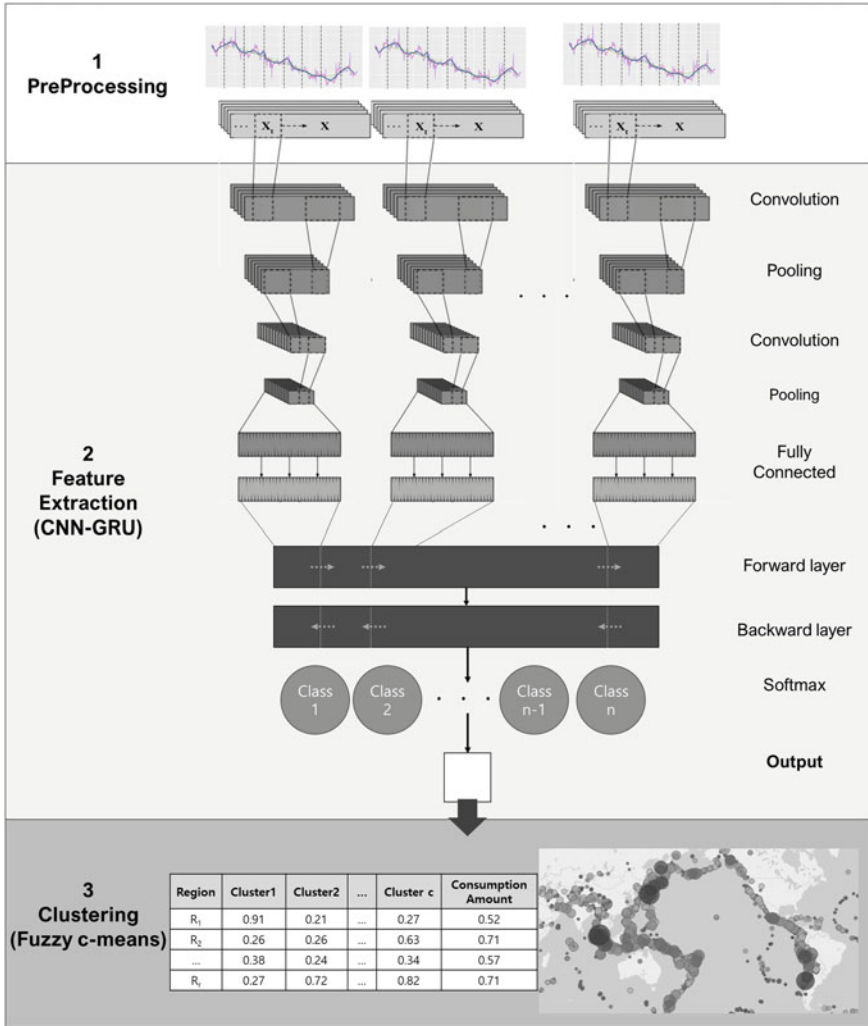 1
PreProcessing
... Xt X
... Xt X
... Xt X
Convolution
Pooling
. . .
Convolution
Pooling
2
Feature
Extraction
(CNN-GRU)
Fully
Connected
. . .
Forward layer
Backward layer
Class
1
Class
2
. . .
Class
n-1
Class
n
Softmax
Output
3
Clustering
(Fuzzy c-means)
Region Cluster1 Cluster2 ... Cluster c Consumption Amount
R1 0.91 0.21 ... 0.27 0.52
R2 0.26 0.26 ... 0.63 0.71
... 0.38 0.24 ... 0.34 0.57
Rr 0.27 0.72 ... 0.82 0.71